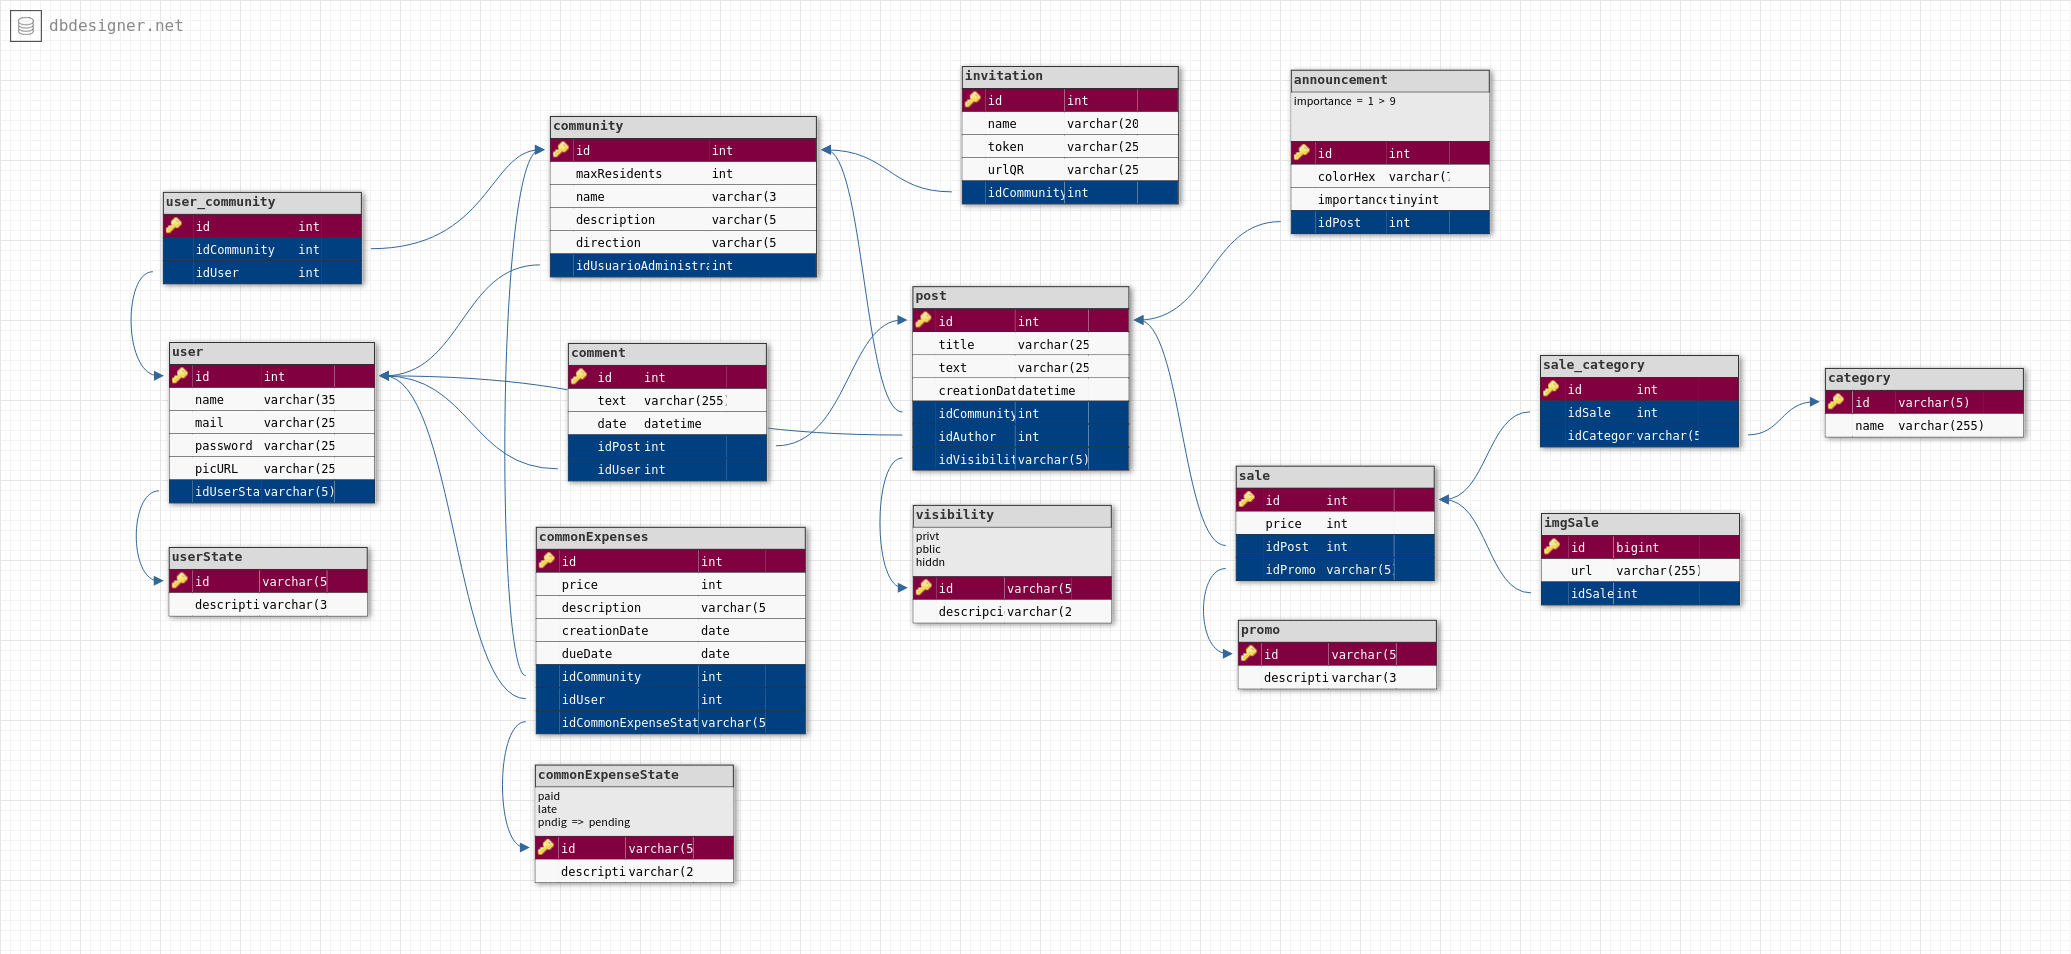 dbdesigner.net
invitation
id int
name varchar(20
token varchar(25
urlQR varchar(25
idCommunity int
announcement
importance = 1 > 9
id int
colorHex varchar(7
importance tinyint
idPost int
community
id int
maxResidents int
name varchar(3
description varchar(5
direction varchar(5
idUsuarioAdministra int
user_community
id int
idCommunity int
idUser int
post
id int
title varchar(25
text varchar(25
creationDat datetime
idCommunity int
idAuthor int
idVisibilit varchar(5)
user
id int
name varchar(35
mail varchar(25
password varchar(25
picURL varchar(25
idUserSta varchar(5)
comment
id int
text varchar(255)
date datetime
idPost int
idUser int
sale_category
id int
idSale int
idCategor varchar(5
category
id varchar(5)
name varchar(255)
sale
id int
price int
idPost int
idPromo varchar(5)
visibility
privt
pblic
hiddn
id varchar(5
descripci varchar(2
imgSale
id bigint
url varchar(255)
idSale int
commonExpenses
id int
price int
description varchar(5
creationDate date
dueDate date
idCommunity int
idUser int
idCommonExpenseStat varchar(5
userState
id varchar(5
descripti varchar(3
promo
id varchar(5
descripti varchar(3
commonExpenseState
paid
late
pndig => pending
id varchar(5
descripti varchar(2